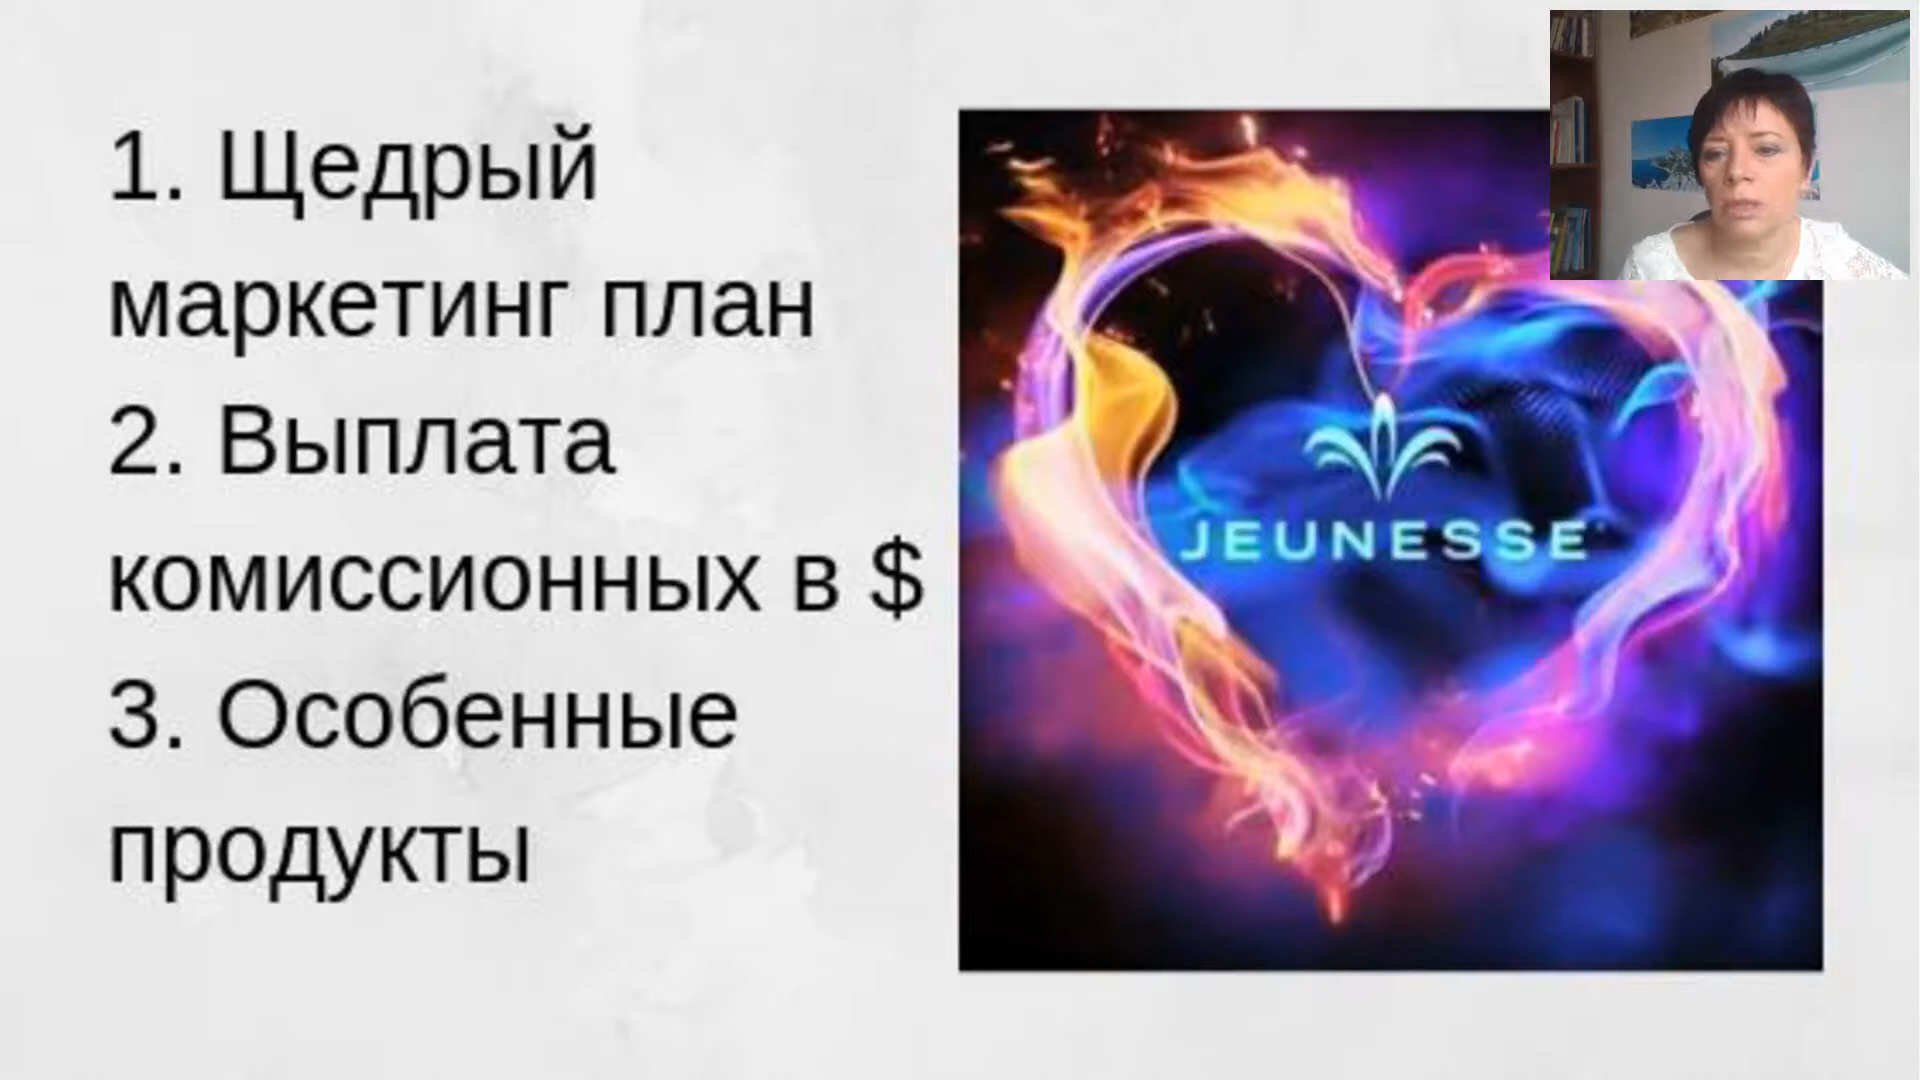 1. Щедрый
маркетинг план
2. Выплата
комиссионных в $
3. Особенные
продукты
JEUNESSE